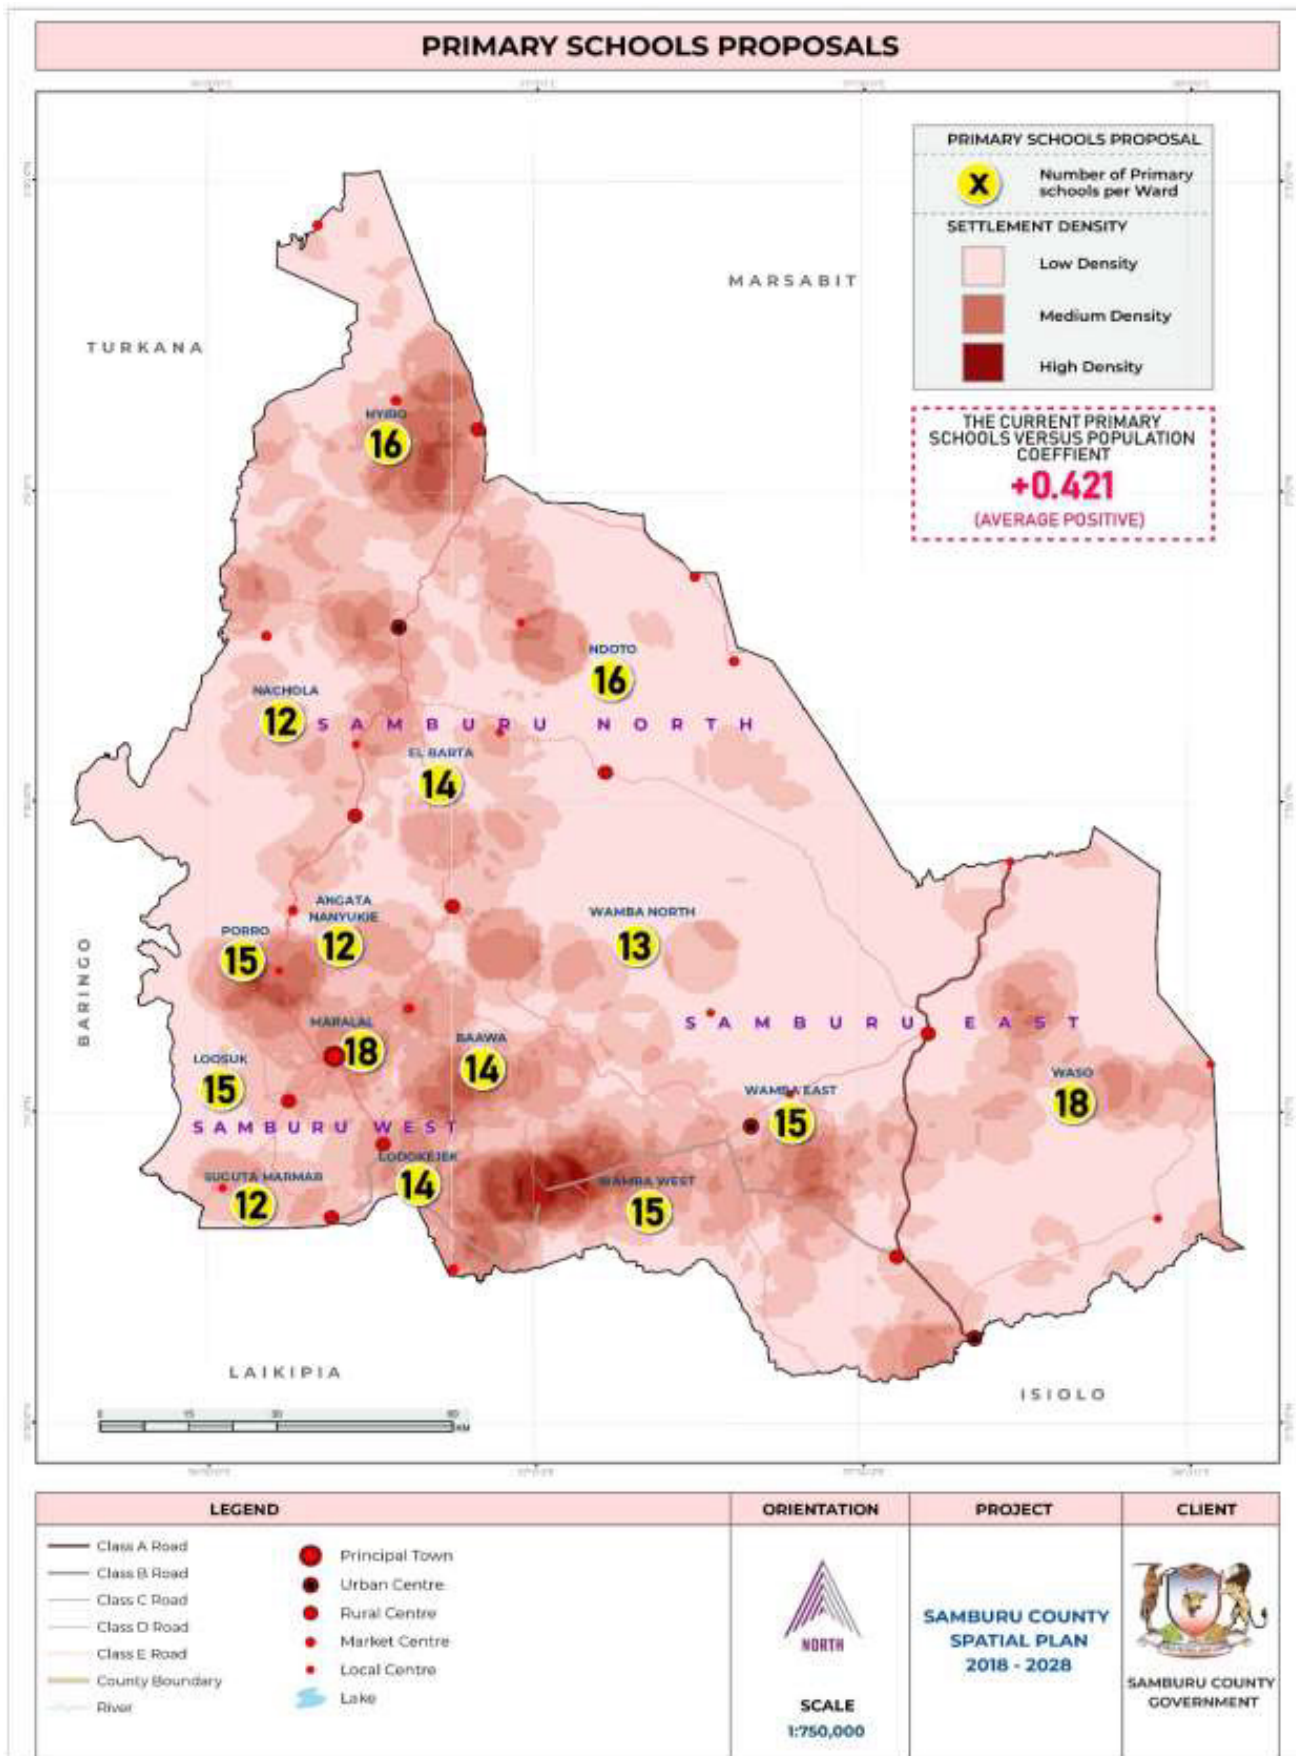 PRIMARY SCHOOLS PROPOSALS
PRIMARY SCHOOLS PROPOSAL
X
Number of Primary
schools per Ward
SETTLEMENT DENSITY
Low Density
Medium Density
High Density
THE CURRENT PRIMARY
SCHOOLS VERSUS POPULATION
COEFFIENT
+0.421
(AVERAGE POSITIVE)
MARSABIT
TURKANA
NYIRO
16
NDOTO
16
NACHOLA
12
SAMBURU NORTH
EL BARTA
14
ANGATA
NANYUKIE
12
WAMBA NORTH
13
PORRO
15
BARINGO
SAMBURU EAST
MARALAL
18
BAAWA
14
LOOSUK
15
WASO
18
WAMBA EAST
15
SAMBURU WEST
LODOKEJEK
14
SUGUTA MARMAR
12
WAMBA WEST
15
LAIKIPIA
ISIOLO
0 15 30 60
KM
LEGEND
Class A Road
Class B Road
Class C Road
Class D Road
Class E Road
County Boundary
River
Principal Town
Urban Centre
Rural Centre
Market Centre
Local Centre
Lake
ORIENTATION
NORTH
SCALE
1:750,000
PROJECT
SAMBURU COUNTY
SPATIAL PLAN
2018 - 2028
CLIENT
SAMBURU COUNTY
GOVERNMENT